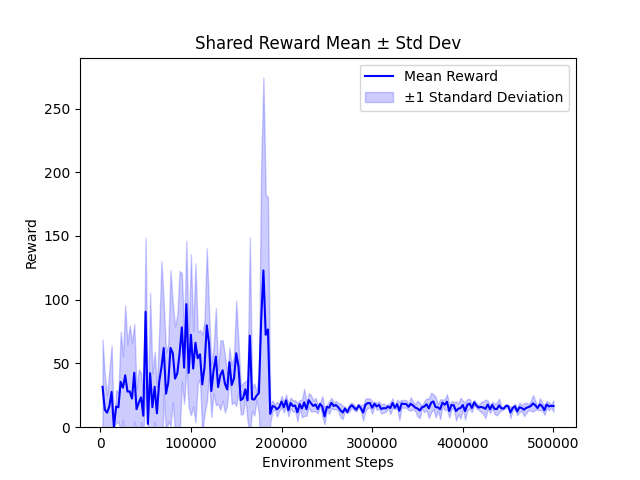 Shared Reward Mean ± Std Dev
Mean Reward
±1 Standard Deviation
Reward
250
200
150
100
50
0
0 100000 200000 300000 400000 500000
Environment Steps